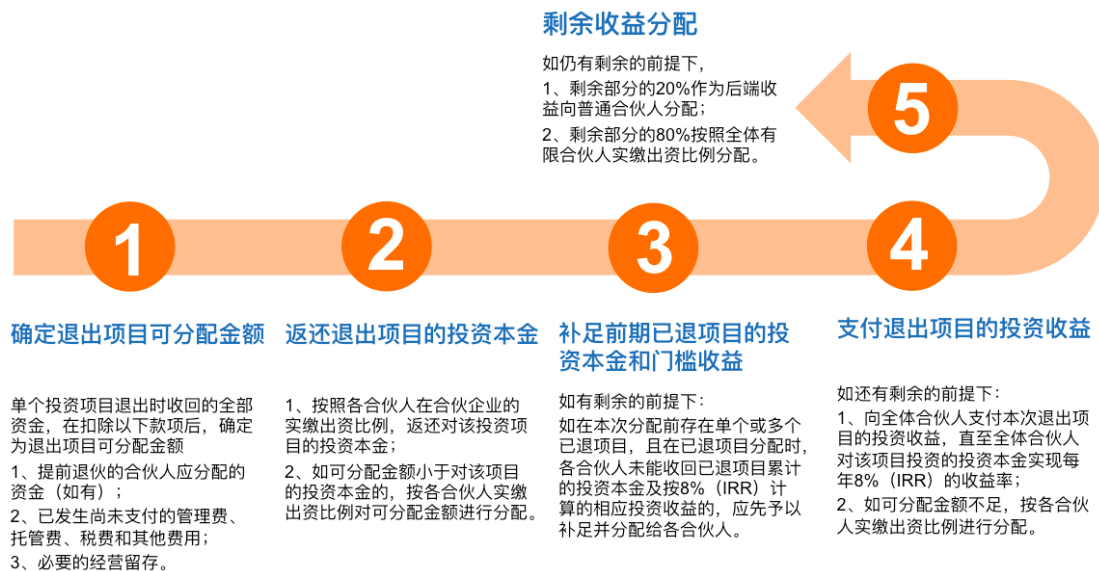 1
确定退出项目可分配金额
单个投资项目退出时收回的全部
资金，在扣除以下款项后，确定
为退出项目可分配金额
1、提前退伙的合伙人应分配的
资金（如有）；
2、已发生尚未支付的管理费、
托管费、税费和其他费用；
3、必要的经营留存。
2
返还退出项目的投资本金
1、按照各合伙人在合伙企业的
实缴出资比例，返还对该投资项
目的投资本金；
2、如可分配金额小于对该项目
的投资本金的，按各合伙人实缴
出资比例对可分配金额进行分配。
3
补足前期已退项目的投
资本金和门槛收益
如有剩余的前提下：
如在本次分配前存在单个或多个
已退项目，且在已退项目分配时，
各合伙人未能收回已退项目累计
的投资本金及按8%（IRR）计
算的相应投资收益的，应先予以
补足并分配给各合伙人。
4
支付退出项目的投资收益
如还有剩余的前提下：
1、向全体合伙人支付本次退出项
目的投资收益，直至全体合伙人
对该项目投资的投资本金实现每
年8%（IRR）的收益率；
2、如可分配金额不足，按各合伙
人实缴出资比例进行分配。
5
剩余收益分配
如仍有剩余的前提下，
1、剩余部分的20%作为后端收
益向普通合伙人分配；
2、剩余部分的80%按照全体有
限合伙人实缴出资比例分配。